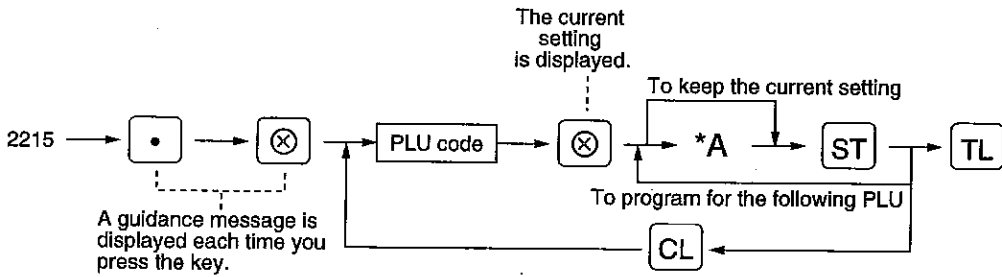 The current
setting
is displayed.
To keep the current setting
2215 • ⊗ PLU code ⊗ *A ST TL
To program for the following PLU
A guidance message is
displayed each time you
press the key.
CL